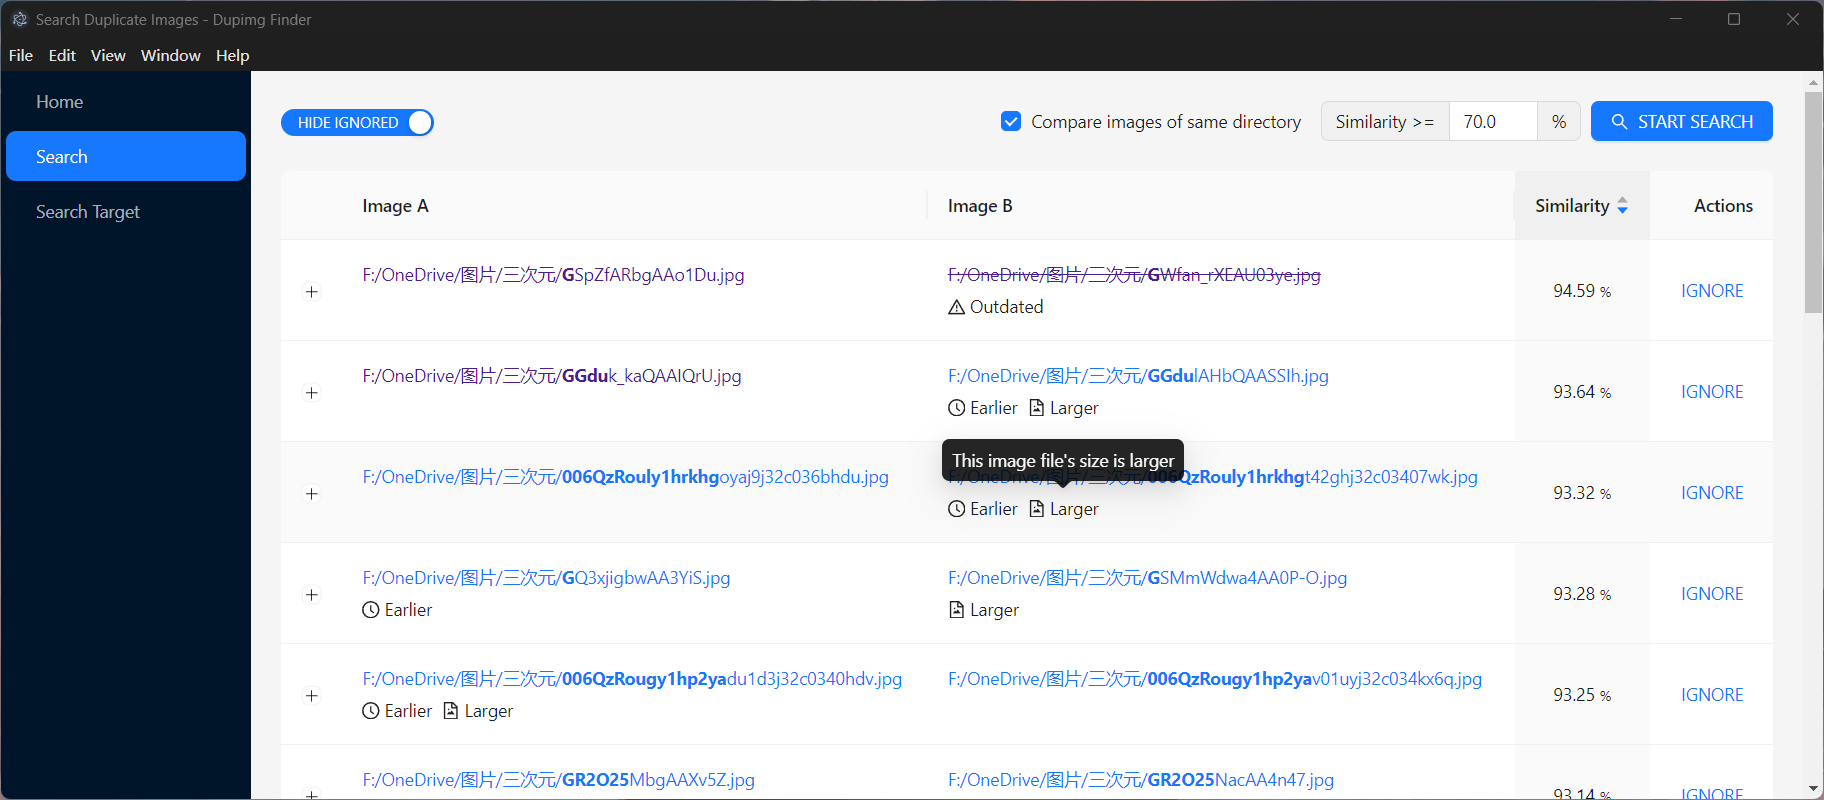 Search Duplicate Images - Dupimg Finder
File Edit View Window Help
Home
Search
Search Target
HIDE IGNORED
Compare images of same directory
Similarity >= 70.0 %
START SEARCH
Image A Image B Similarity Actions
F:/OneDrive/图片/三次元/GSpZfARbgAAo1Du.jpg
F:/OneDrive/图片/三次元/GWfan_rXEAU03ye.jpg
Outdated
94.59 %
IGNORE
F:/OneDrive/图片/三次元/GGduk_kaQAAIQrU.jpg
F:/OneDrive/图片/三次元/GGdulAHbQAASSIh.jpg
Earlier Larger
93.64 %
IGNORE
This image file's size is larger
F:/OneDrive/图片/三次元/006QzRouly1hrkhgoyaj9j32c036bhdu.jpg
F:/OneDrive/图片/三次元/006QzRouly1hrkhgt42ghj32c03407wk.jpg
Earlier Larger
93.32 %
IGNORE
F:/OneDrive/图片/三次元/GQ3xjigbwAA3YiS.jpg
Earlier
F:/OneDrive/图片/三次元/GSMmWdwa4AA0P-O.jpg
Larger
93.28 %
IGNORE
F:/OneDrive/图片/三次元/006QzRougy1hp2yadu1d3j32c0340hdv.jpg
Earlier Larger
F:/OneDrive/图片/三次元/006QzRougy1hp2yav01uyj32c034kx6q.jpg
93.25 %
IGNORE
F:/OneDrive/图片/三次元/GR2O25MbgAAXv5Z.jpg
F:/OneDrive/图片/三次元/GR2O25NacAA4n47.jpg
93.14 %
IGNORE